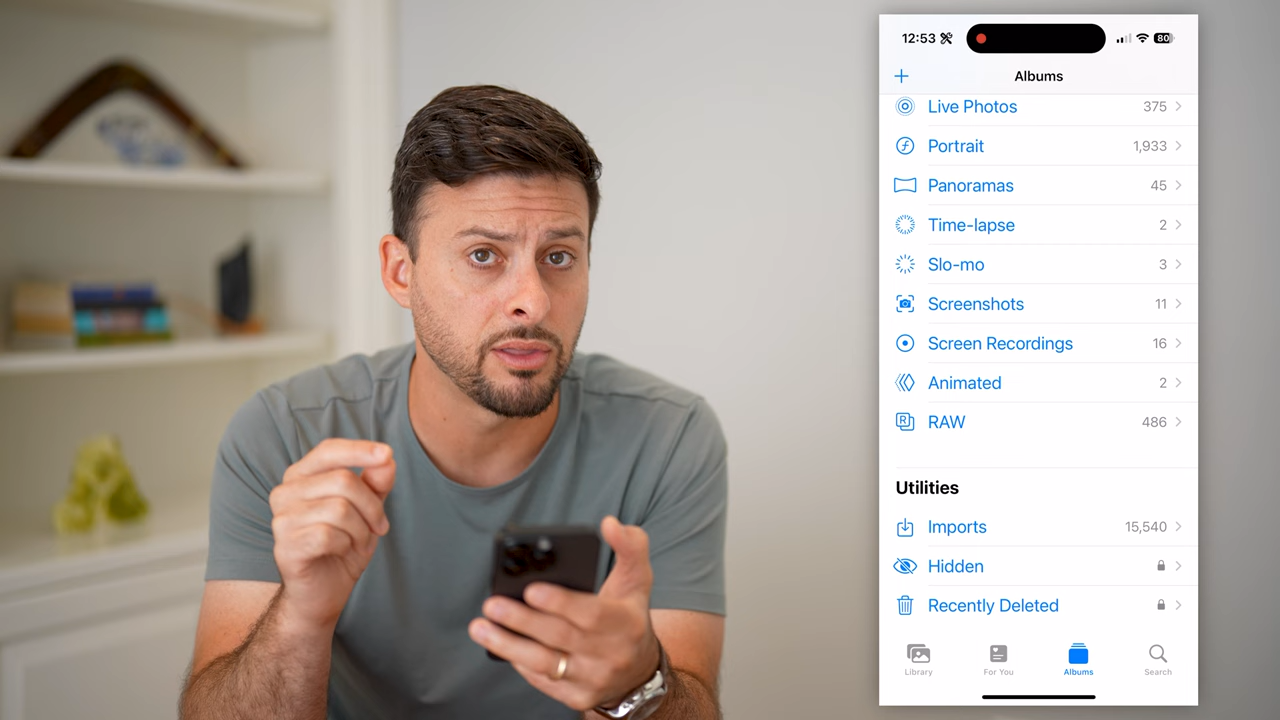 12:53
80
Albums
Live Photos 375
Portrait 1,933
Panoramas 45
Time-lapse 2
Slo-mo 3
Screenshots 11
Screen Recordings 16
Animated 2
RAW 486
Utilities
Imports 15,540
Hidden
Recently Deleted
Library For You Albums Search